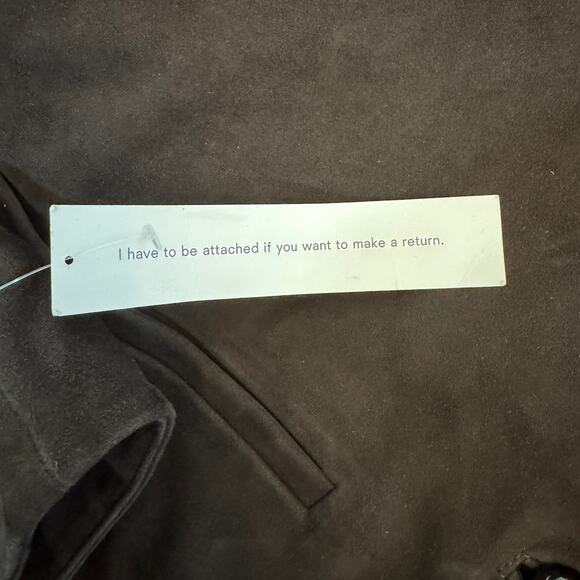 I have to be attached if you want to make a return.